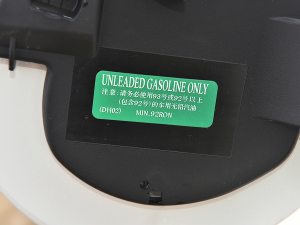 UNLEADED GASOLINE ONLY
注意:请务必使用93号或92号以上
(包含92号)的车用无铅汽油
(DH02) MIN.92RON